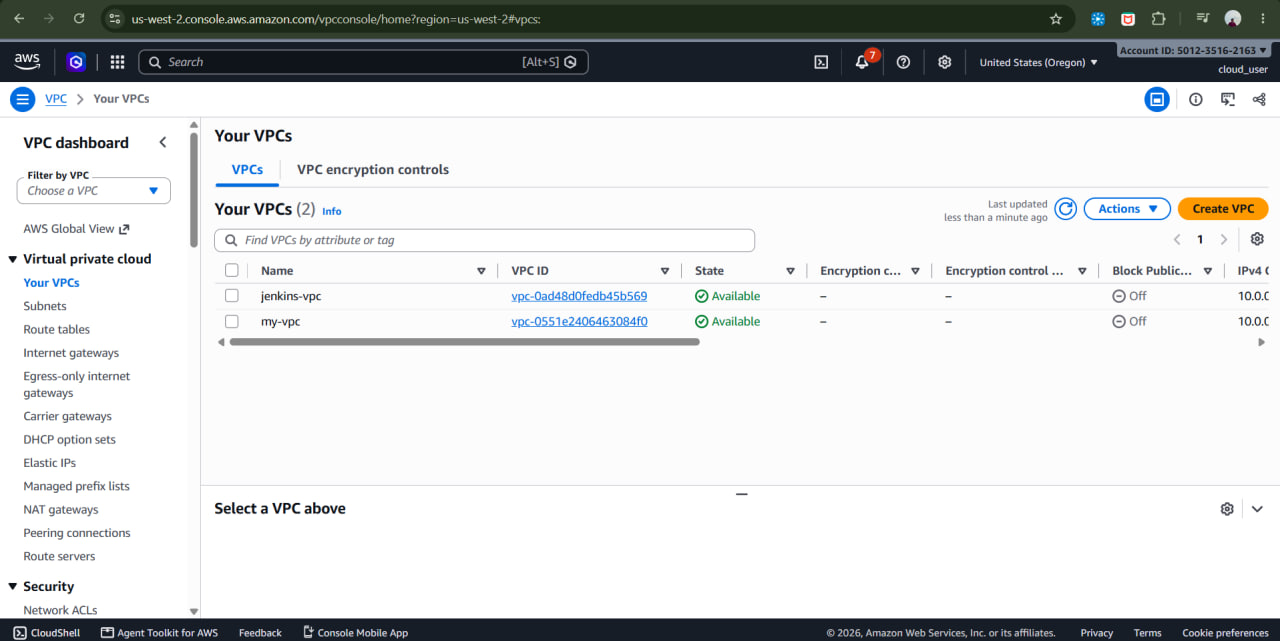 us-west-2.console.aws.amazon.com/vpcconsole/home?region=us-west-2#vpcs:
aws
Search
[Alt+S]
7
United States (Oregon)
Account ID: 5012-3516-2163
cloud_user
VPC
Your VPCs
VPC dashboard
Filter by VPC
Choose a VPC
AWS Global View
Virtual private cloud
Your VPCs
Subnets
Route tables
Internet gateways
Egress-only internet
gateways
Carrier gateways
DHCP option sets
Elastic IPs
Managed prefix lists
NAT gateways
Peering connections
Route servers
Security
Network ACLs
Your VPCs
VPCs VPC encryption controls
Your VPCs (2) Info
Last updated
less than a minute ago
Actions
Create VPC
Find VPCs by attribute or tag
1
Name VPC ID State Encryption c... Encryption control ... Block Public... IPv4 C
jenkins-vpc vpc-0ad48d0fedb45b569 Available – – Off 10.0.0
my-vpc vpc-0551e2406463084f0 Available – – Off 10.0.0
Select a VPC above
CloudShell Agent Toolkit for AWS Feedback Console Mobile App © 2026, Amazon Web Services, Inc. or its affiliates. Privacy Terms Cookie preferences